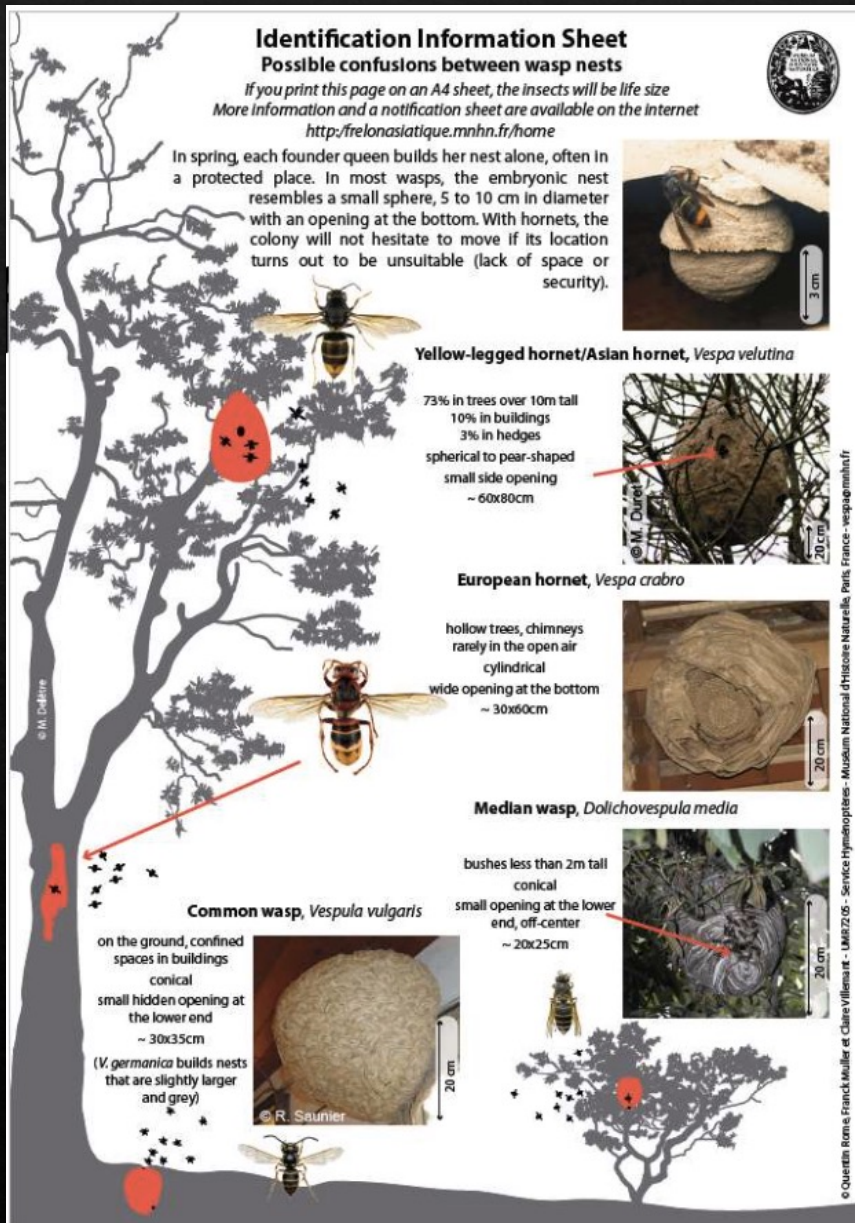 Identification Information Sheet
Possible confusions between wasp nests
If you print this page on an A4 sheet, the insects will be life size
More information and a notification sheet are available on the internet
http:/frelonasiatique.mnhn.fr/home
In spring, each founder queen builds her nest alone, often in
a protected place. In most wasps, the embryonic nest
resembles a small sphere, 5 to 10 cm in diameter
with an opening at the bottom. With hornets, the
colony will not hesitate to move if its location
turns out to be unsuitable (lack of space or
security).
3 cm
Yellow-legged hornet/Asian hornet, Vespa velutina
73% in trees over 10m tall
10% in buildings
3% in hedges
spherical to pear-shaped
small side opening
~ 60x80cm
© M. Duret
20 cm
European hornet, Vespa crabro
hollow trees, chimneys
rarely in the open air
cylindrical
wide opening at the bottom
~ 30x60cm
20 cm
© M. Delêtre
Median wasp, Dolichovespula media
bushes less than 2m tall
conical
small opening at the lower
end, off-center
~ 20x25cm
20 cm
Common wasp, Vespula vulgaris
on the ground, confined
spaces in buildings
conical
small hidden opening at
the lower end
~ 30x35cm
(V. germanica builds nests
that are slightly larger
and grey)
© R. Saunier
20 cm
© Quentin Rome, Franck Muller et Claire Villemant - UMR7205 - Service Hyménoptères - Muséum National d'Histoire Naturelle, Paris, France - vespa@mnhn.fr